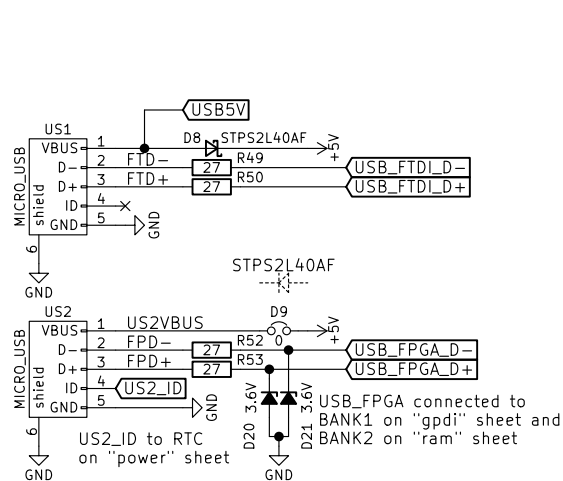 USB5V
US1
D8 STPS2L40AF
MICRO_USB
shield
VBUS 1
+5V
D- 2 FTD- 27 R49 USB_FTDI_D-
D+ 3 FTD+ 27 R50 USB_FTDI_D+
ID 4
GND 5 GND
6
GND
STPS2L40AF
US2
D9
MICRO_USB
shield
VBUS 1 US2VBUS 0 +5V
D- 2 FPD- 27 R52 USB_FPGA_D-
D+ 3 FPD+ 27 R53 USB_FPGA_D+
ID 4 US2_ID
GND 5 GND
6
GND
D20 3.6V
D21 3.6V
GND
USB_FPGA connected to
BANK1 on "gpdi" sheet and
BANK2 on "ram" sheet
US2_ID to RTC
on "power" sheet